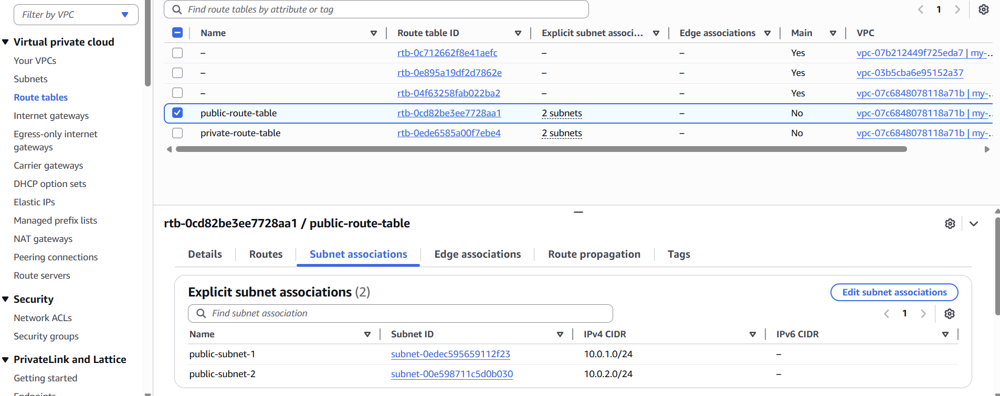 Filter by VPC
Virtual private cloud
Your VPCs
Subnets
Route tables
Internet gateways
Egress-only internet
gateways
Carrier gateways
DHCP option sets
Elastic IPs
Managed prefix lists
NAT gateways
Peering connections
Route servers
Security
Network ACLs
Security groups
PrivateLink and Lattice
Getting started
Endpoints
Find route tables by attribute or tag
1
Name Route table ID Explicit subnet associ... Edge associations Main VPC
– rtb-0c712662f8e41aefc – – Yes vpc-07b212449f725eda7 | my-...
– rtb-0e895a19df2d7862e – – Yes vpc-03b5cba6e95152a37
– rtb-04f63258fab022ba2 – – Yes vpc-07c6848078118a71b | my-...
public-route-table rtb-0cd82be3ee7728aa1 2 subnets – No vpc-07c6848078118a71b | my-...
private-route-table rtb-0ede6585a00f7ebe4 2 subnets – No vpc-07c6848078118a71b | my-...
rtb-0cd82be3ee7728aa1 / public-route-table
Details Routes Subnet associations Edge associations Route propagation Tags
Explicit subnet associations (2)
Edit subnet associations
Find subnet association
1
Name Subnet ID IPv4 CIDR IPv6 CIDR
public-subnet-1 subnet-0edec595659112f23 10.0.1.0/24 –
public-subnet-2 subnet-00e598711c5d0b030 10.0.2.0/24 –